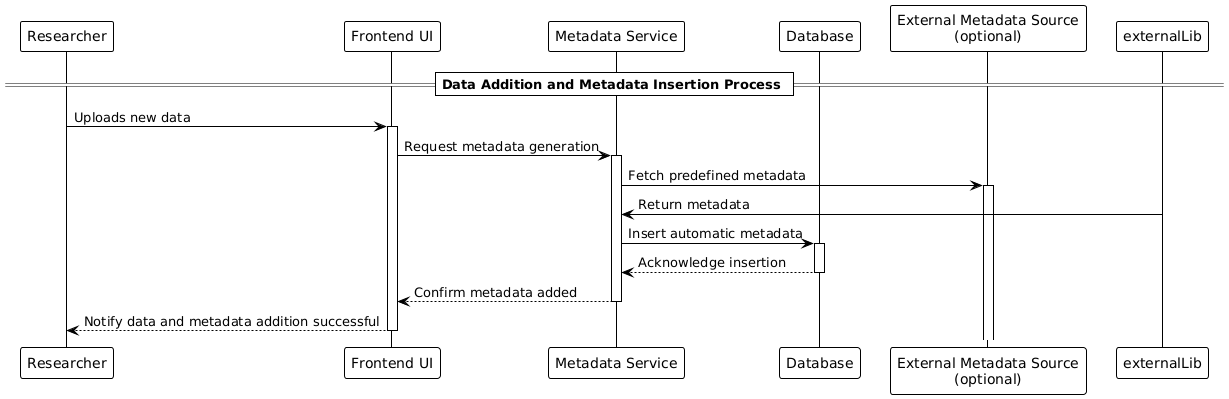 Researcher
Frontend UI
Metadata Service
Database
External Metadata Source
(optional)
externalLib
Data Addition and Metadata Insertion Process
Uploads new data
Request metadata generation
Fetch predefined metadata
Return metadata
Insert automatic metadata
Acknowledge insertion
Confirm metadata added
Notify data and metadata addition successful
Researcher
Frontend UI
Metadata Service
Database
External Metadata Source
(optional)
externalLib